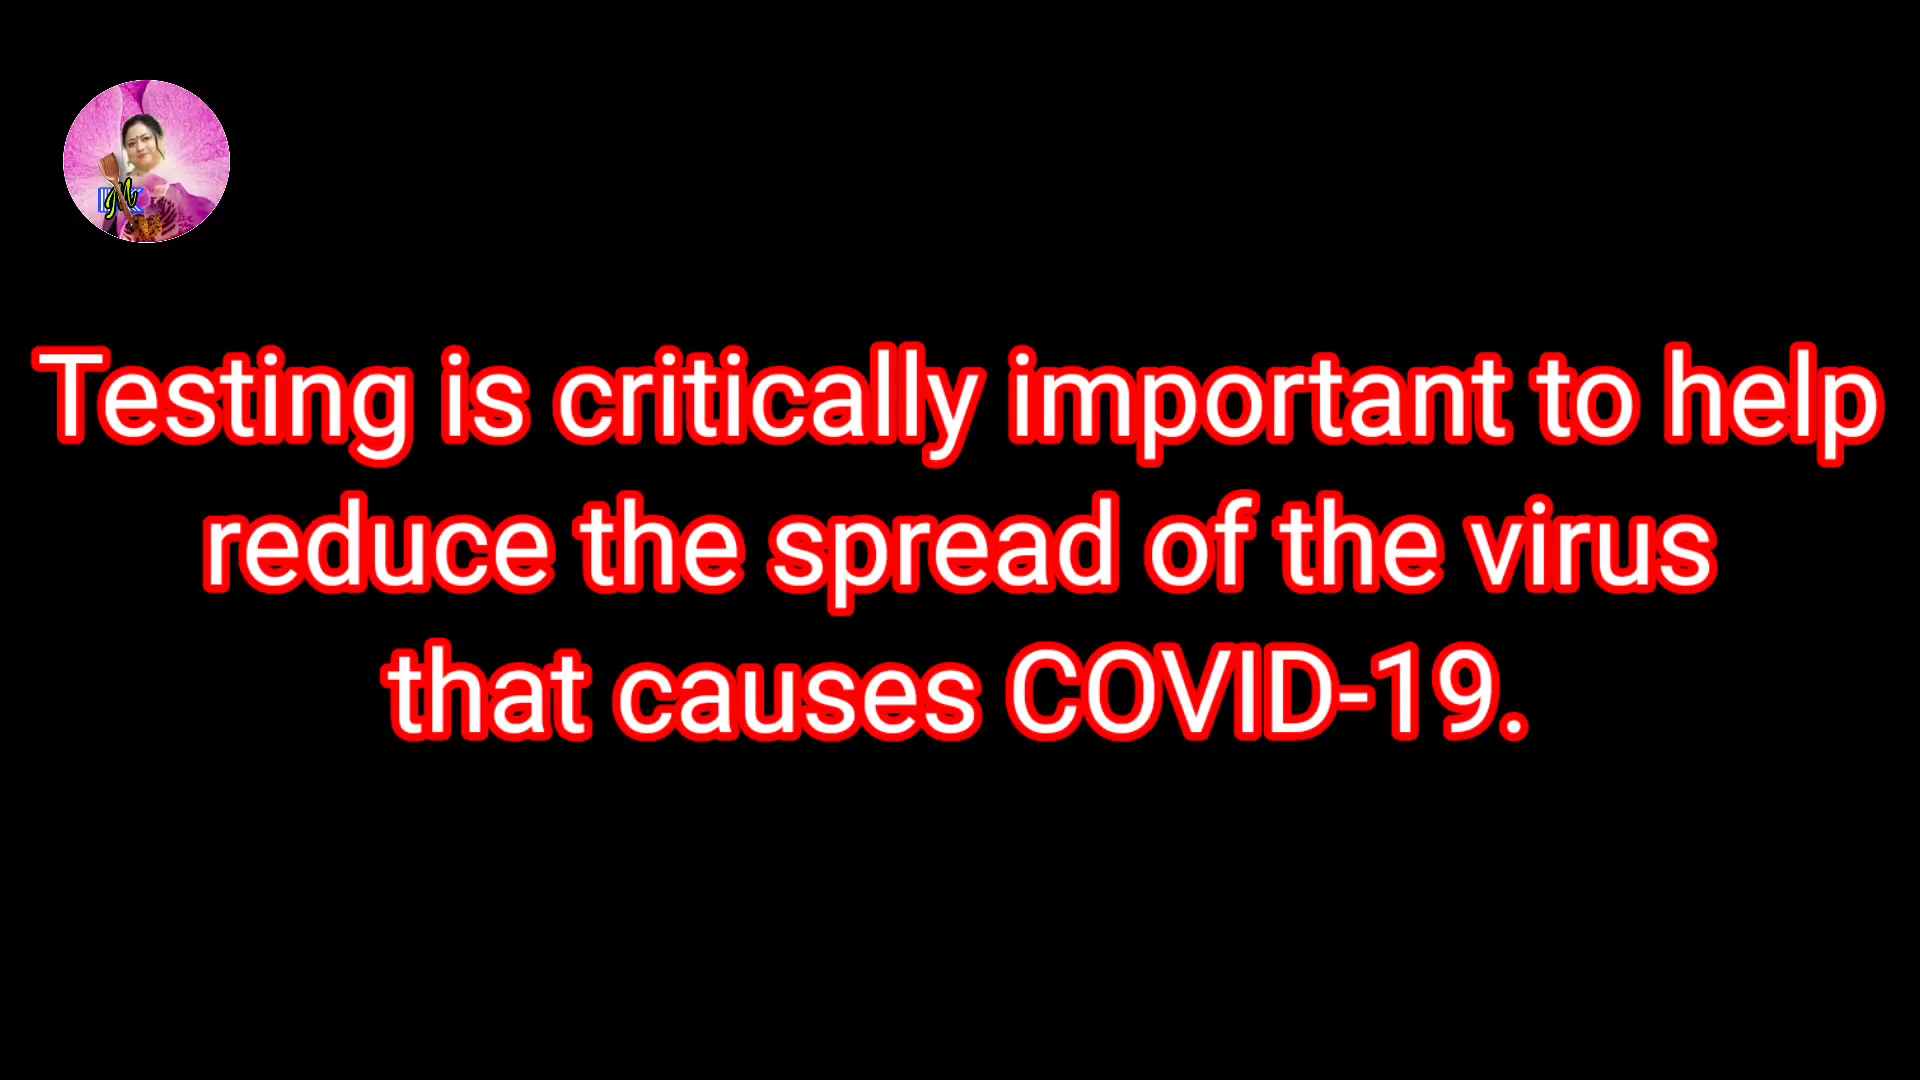 Testing is critically important to help
reduce the spread of the virus
that causes COVID-19.